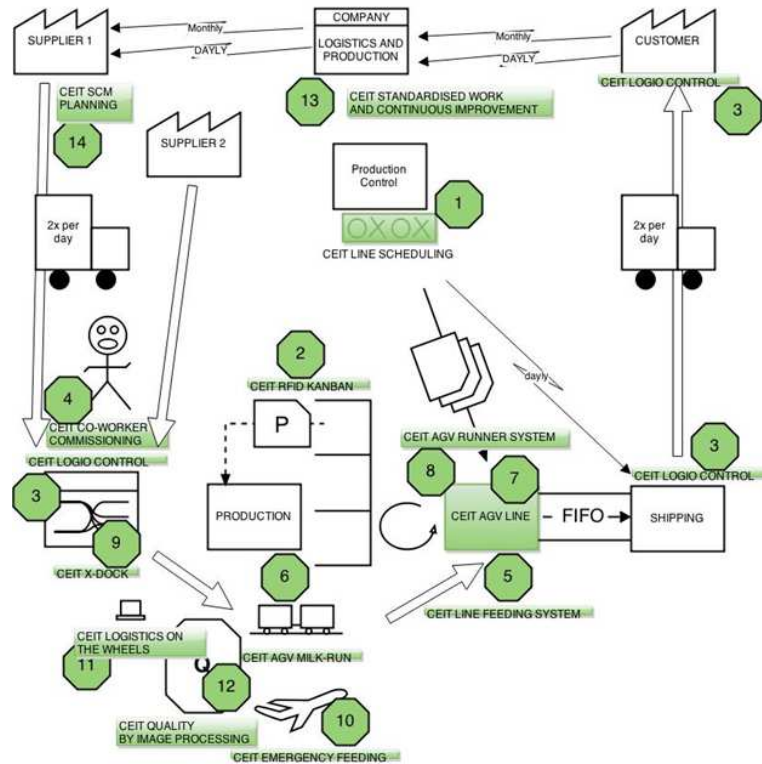 SUPPLIER 1
Monthly
DAYLY
COMPANY
LOGISTICS AND
PRODUCTION
Monthly
DAYLY
CUSTOMER
CEIT LOGIO CONTROL
3
CEIT SCM
PLANNING
14
13
CEIT STANDARDISED WORK
AND CONTINUOUS IMPROVEMENT
SUPPLIER 2
Production
Control
1
OXOX
CEIT LINE SCHEDULING
2x per
day
2x per
day
dayly
2
CEIT RFID KANBAN
P
4
CEIT CO-WORKER
COMMISSIONING
CEIT LOGIO CONTROL
3
9
CEIT X-DOCK
PRODUCTION
CEIT AGV RUNNER SYSTEM
8
7
CEIT AGV LINE
FIFO
3
CEIT LOGIO CONTROL
SHIPPING
6
CEIT AGV MILK-RUN
5
CEIT LINE FEEDING SYSTEM
CEIT LOGISTICS ON
THE WHEELS
11
Q
12
CEIT QUALITY
BY IMAGE PROCESSING
10
CEIT EMERGENCY FEEDING